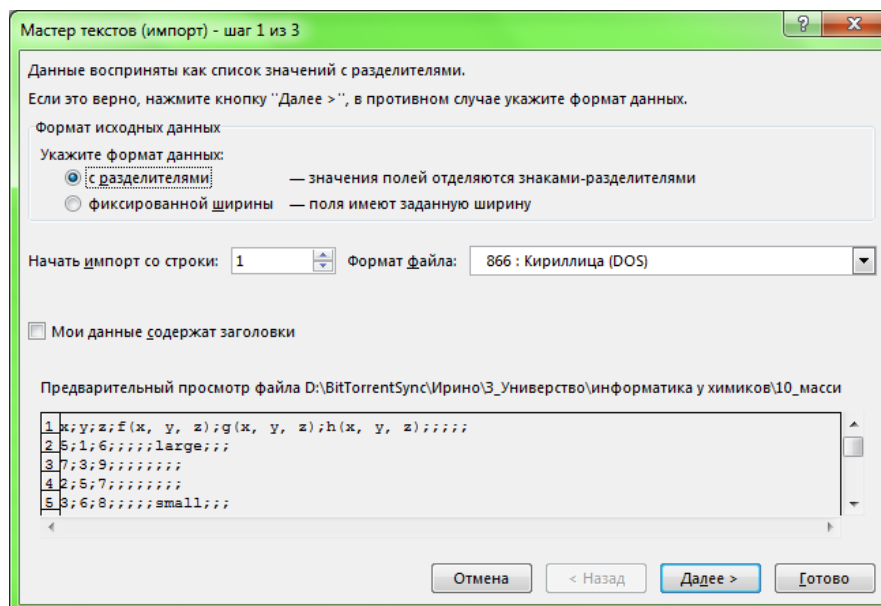 Мастер текстов (импорт) - шаг 1 из 3
Данные восприняты как список значений с разделителями.
Если это верно, нажмите кнопку "Далее >", в противном случае укажите формат данных.
Формат исходных данных
Укажите формат данных:
с разделителями — значения полей отделяются знаками-разделителями
фиксированной ширины — поля имеют заданную ширину
Начать импорт со строки: 1 Формат файла: 866 : Кириллица (DOS)
Мои данные содержат заголовки
Предварительный просмотр файла D:\BitTorrentSync\Ирино\3_Универство\информатика у химиков\10_масси
1 x;y;z;f(x, y, z);g(x, y, z);h(x, y, z);;;;;
2 5;1;6;;;;;large;;;
3 7;3;9;;;;;;;;
4 2;5;7;;;;;;;;
5 3;6;8;;;;;small;;;
Отмена < Назад Далее > Готово